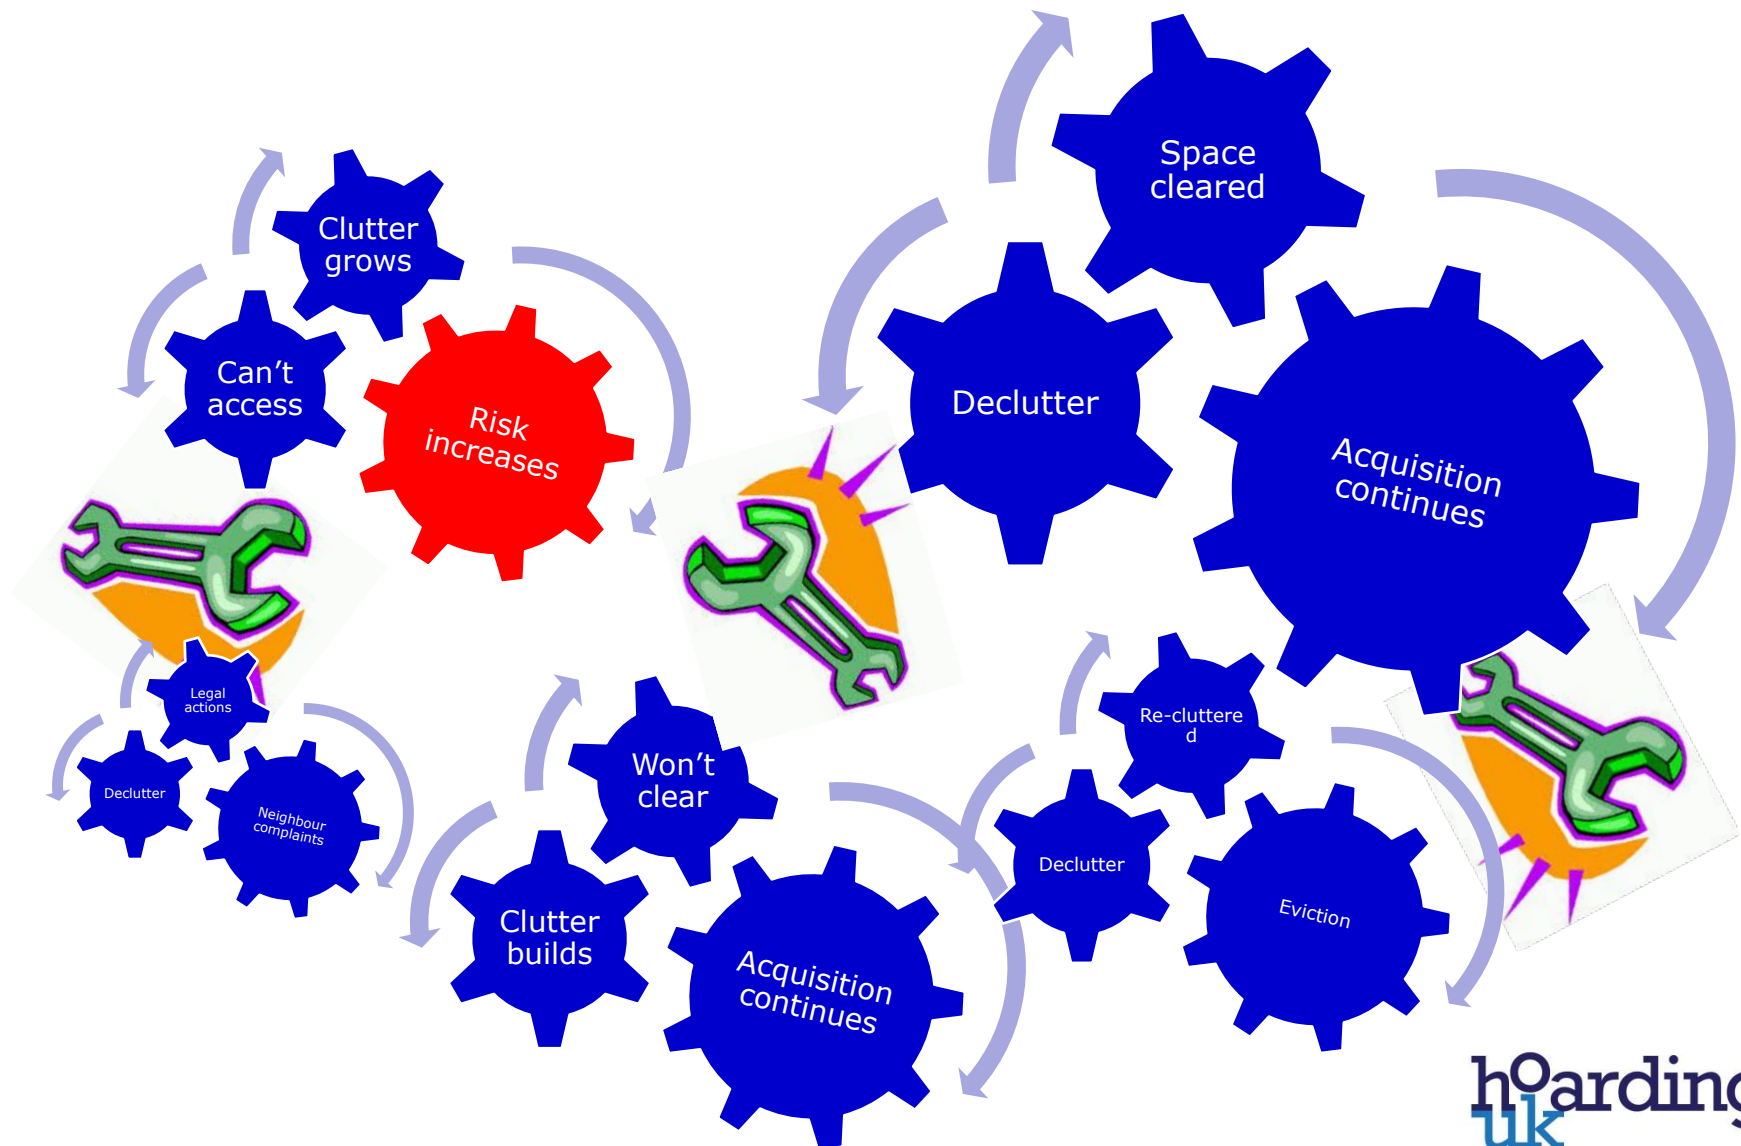 Space
cleared
Clutter
grows
Can't
access
Risk
increases
Declutter
Acquisition
continues
Legal
actions
Declutter
Neighbour
complaints
Won't
clear
Clutter
builds
Acquisition
continues
Re-cluttere
d
Declutter
Eviction
hoarding
uk